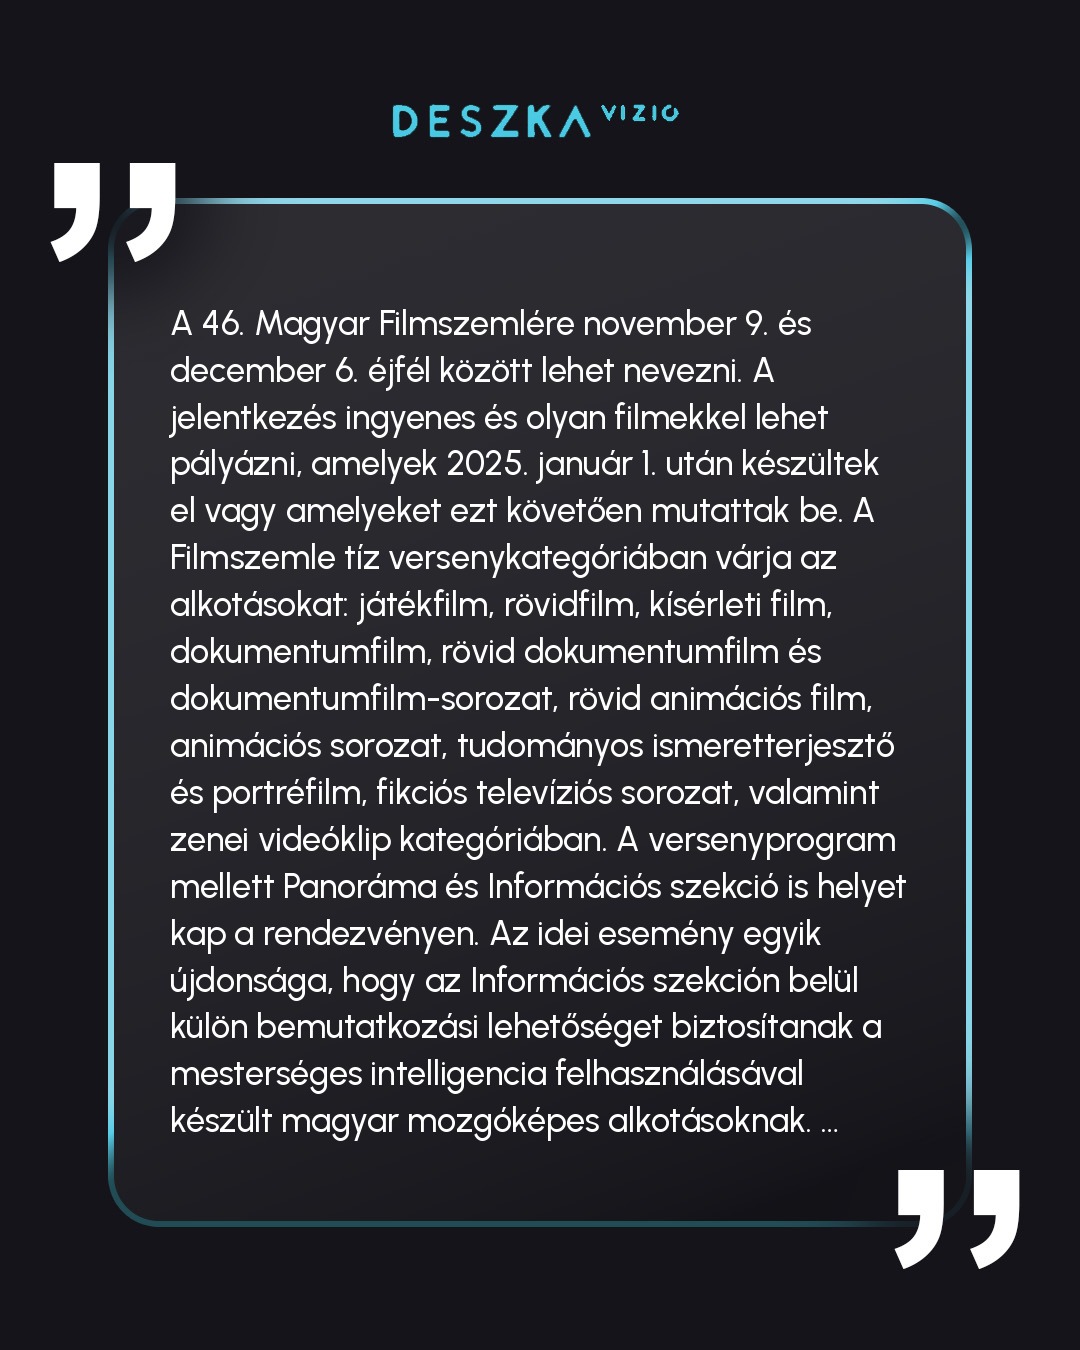 DESZKA VIZIO
A 46. Magyar Filmszemlére november 9. és
december 6. éjfél között lehet nevezni. A
jelentkezés ingyenes és olyan filmekkel lehet
pályázni, amelyek 2025. január 1. után készültek
el vagy amelyeket ezt követően mutattak be. A
Filmszemle tíz versenykategóriában várja az
alkotásokat: játékfilm, rövidfilm, kísérleti film,
dokumentumfilm, rövid dokumentumfilm és
dokumentumfilm-sorozat, rövid animációs film,
animációs sorozat, tudományos ismeretterjesztő
és portréfilm, fikciós televíziós sorozat, valamint
zenei videóklip kategóriában. A versenyprogram
mellett Panoráma és Információs szekció is helyet
kap a rendezvényen. Az idei esemény egyik
újdonsága, hogy az Információs szekción belül
külön bemutatkozási lehetőséget biztosítanak a
mesterséges intelligencia felhasználásával
készült magyar mozgóképes alkotásoknak. ...